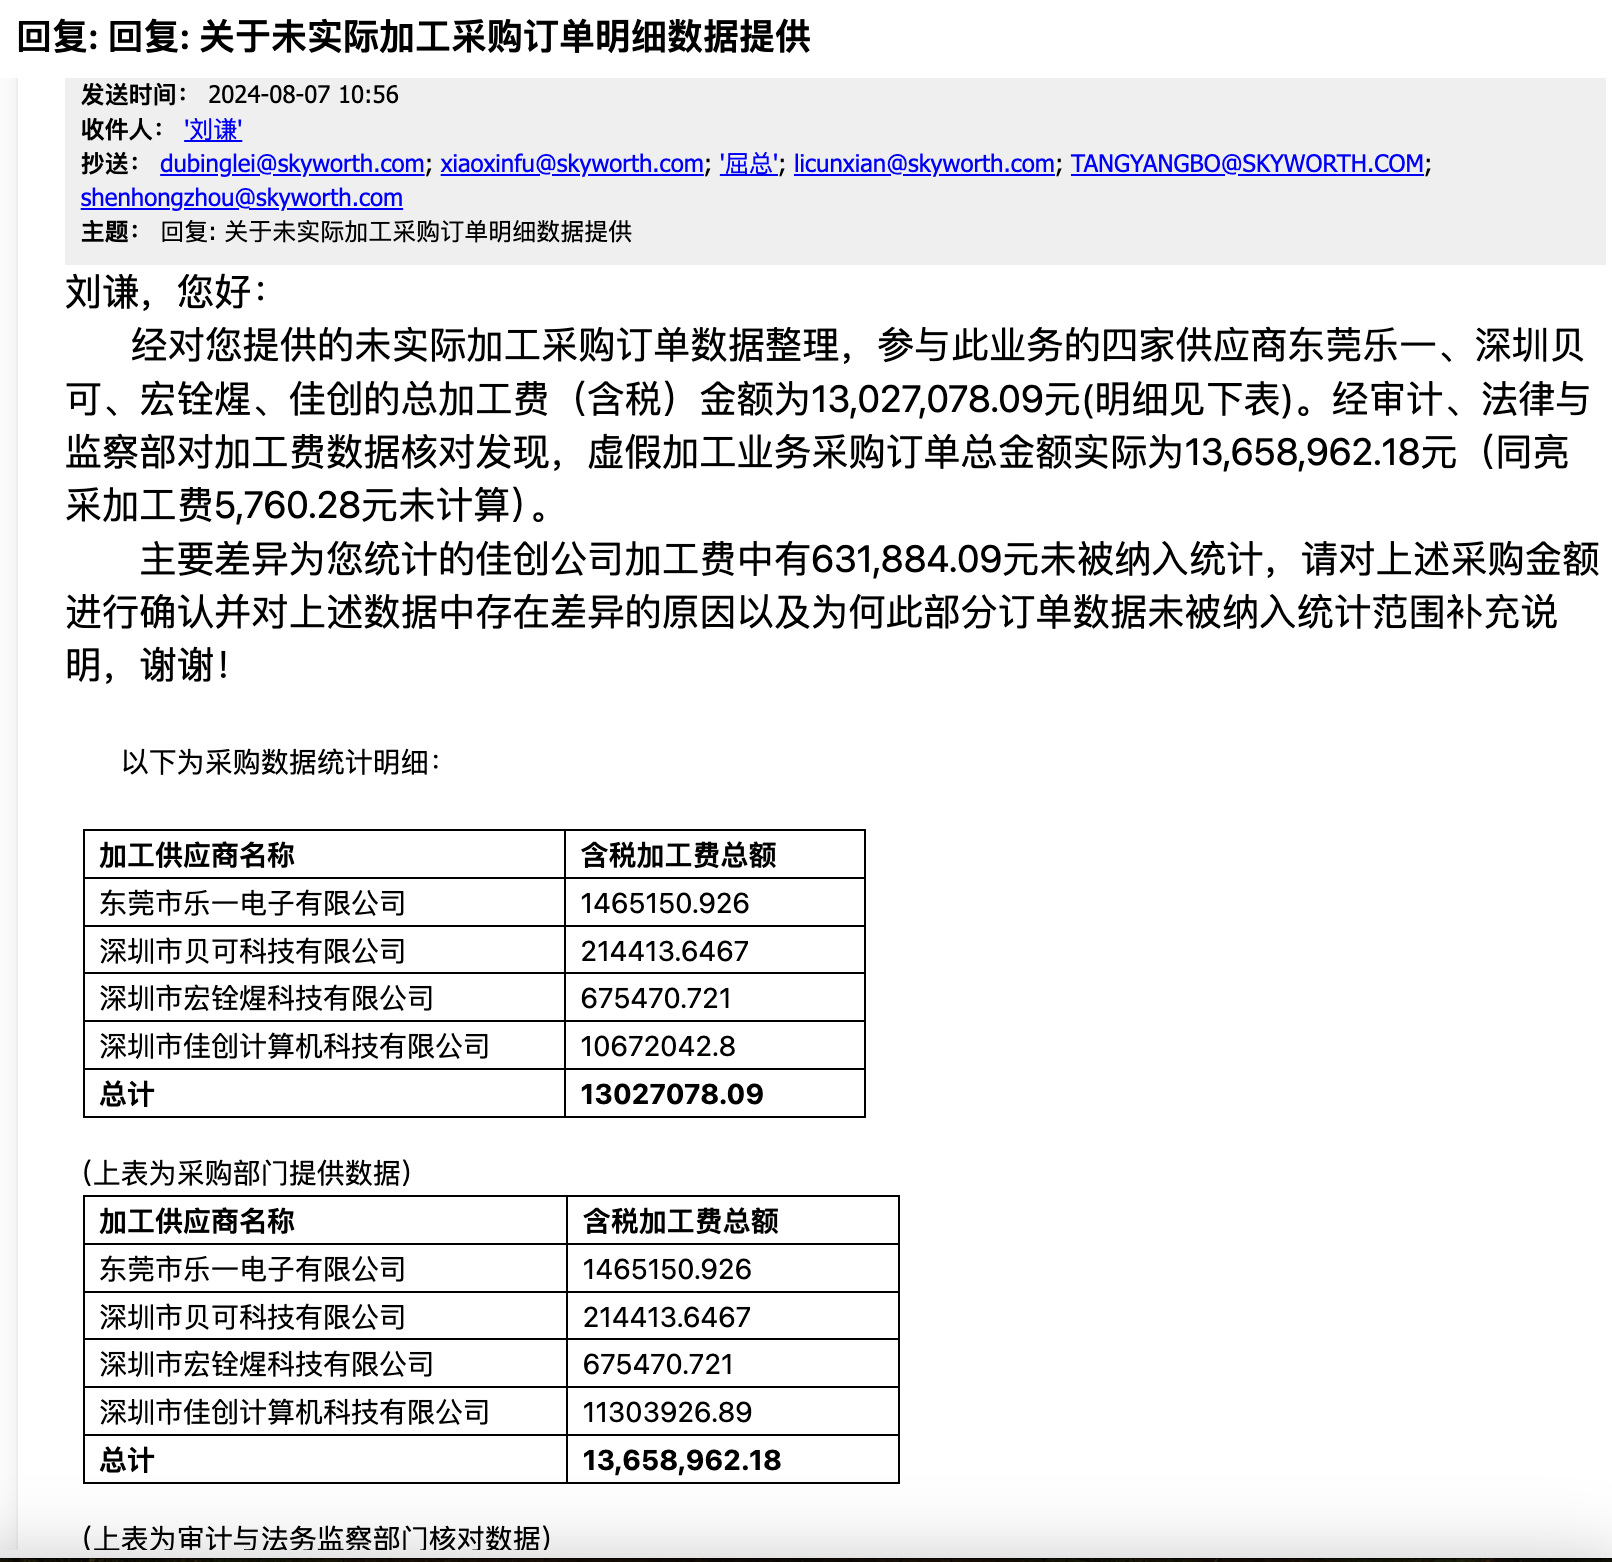 回复: 回复: 关于未实际加工采购订单明细数据提供
发送时间： 2024-08-07 10:56
收件人： '刘谦'
抄送： dubinglei@skyworth.com; xiaoxinfu@skyworth.com; '屈总'; licunxian@skyworth.com; TANGYANGBO@SKYWORTH.COM;
shenhongzhou@skyworth.com
主题： 回复: 关于未实际加工采购订单明细数据提供
刘谦，您好：
经对您提供的未实际加工采购订单数据整理，参与此业务的四家供应商东莞乐一、深圳贝
可、宏铨煋、佳创的总加工费（含税）金额为13,027,078.09元(明细见下表)。经审计、法律与
监察部对加工费数据核对发现，虚假加工业务采购订单总金额实际为13,658,962.18元（同亮
采加工费5,760.28元未计算）。
主要差异为您统计的佳创公司加工费中有631,884.09元未被纳入统计，请对上述采购金额
进行确认并对上述数据中存在差异的原因以及为何此部分订单数据未被纳入统计范围补充说
明，谢谢！
以下为采购数据统计明细：
加工供应商名称 含税加工费总额
东莞市乐一电子有限公司 1465150.926
深圳市贝可科技有限公司 214413.6467
深圳市宏铨煋科技有限公司 675470.721
深圳市佳创计算机科技有限公司 10672042.8
总计 13027078.09
（上表为采购部门提供数据）
加工供应商名称 含税加工费总额
东莞市乐一电子有限公司 1465150.926
深圳市贝可科技有限公司 214413.6467
深圳市宏铨煋科技有限公司 675470.721
深圳市佳创计算机科技有限公司 11303926.89
总计 13,658,962.18
（上表为审计与法务监察部门核对数据）